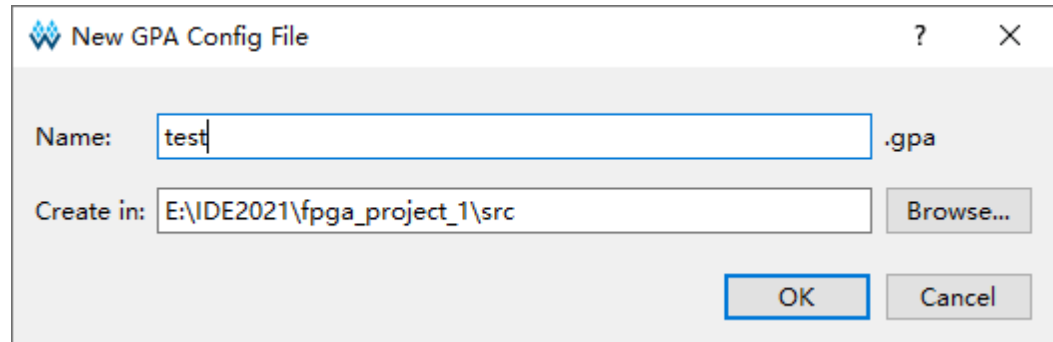 New GPA Config File ? X
Name: test .gpa
Create in: E:\IDE2021\fpga_project_1\src Browse...
OK Cancel